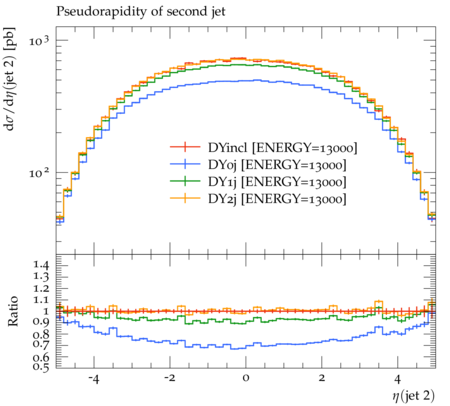 Pseudorapidity of second jet
dσ/dη(jet 2) [pb]
10³
10²
DYincl [ENERGY=13000]
DY0j [ENERGY=13000]
DY1j [ENERGY=13000]
DY2j [ENERGY=13000]
Ratio
1.4
1.3
1.2
1.1
1
0.9
0.8
0.7
0.6
0.5
-4 -2 0 2 4
η(jet 2)